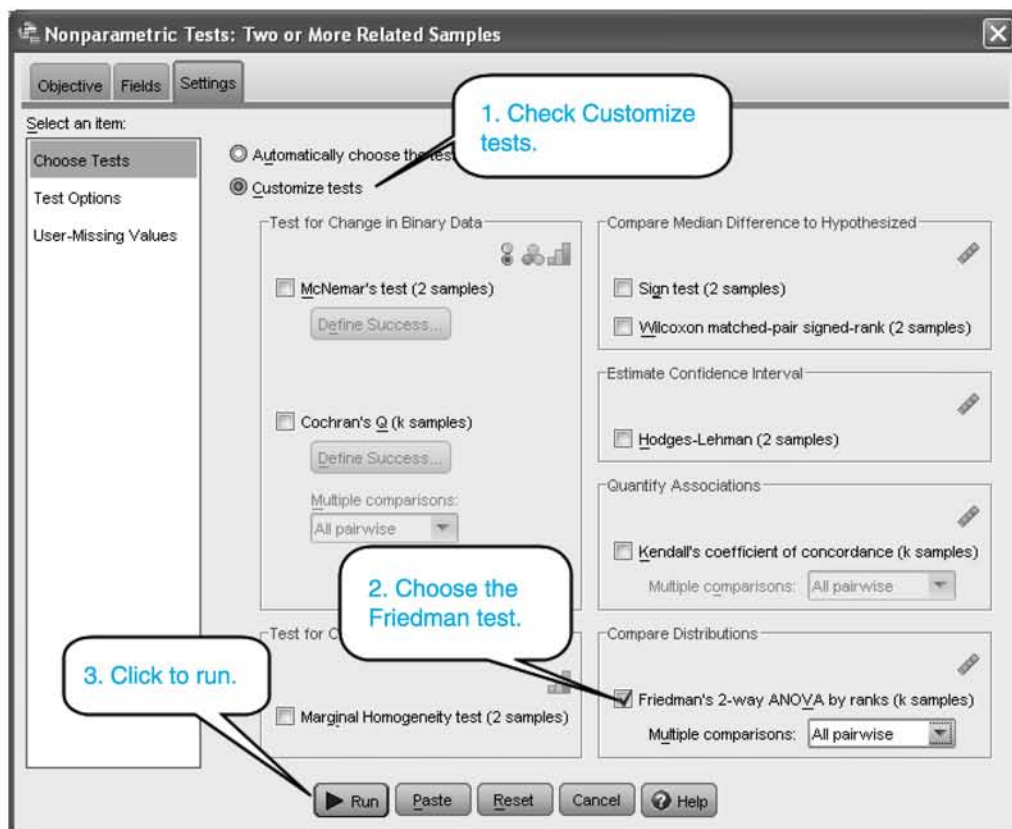 Nonparametric Tests: Two or More Related Samples
Objective Fields Settings
Select an item:
Choose Tests
Test Options
User-Missing Values
1. Check Customize
tests.
Automatically choose the
Customize tests
Test for Change in Binary Data
McNemar's test (2 samples)
Define Success...
Cochran's Q (k samples)
Define Success...
Multiple comparisons:
All pairwise
Compare Median Difference to Hypothesized
Sign test (2 samples)
Wilcoxon matched-pair signed-rank (2 samples)
Estimate Confidence Interval
Hodges-Lehman (2 samples)
Quantify Associations
Kendall's coefficient of concordance (k samples)
Multiple comparisons: All pairwise
2. Choose the
Friedman test.
Test for
Marginal Homogeneity test (2 samples)
Compare Distributions
Friedman's 2-way ANOVA by ranks (k samples)
Multiple comparisons: All pairwise
3. Click to run.
Run Paste Reset Cancel Help